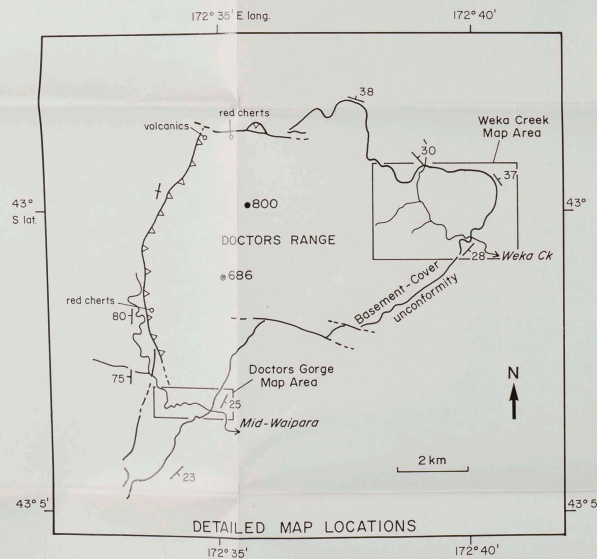 172° 35' E long.
172° 40'
38
red cherts
volcanics
Weka Creek
Map Area
30
37
43°
S lat.
43°
800
DOCTORS RANGE
28
Weka Ck
686
Basement-Cover
unconformity
red cherts
80
75
Doctors Gorge
Map Area
N
25
Mid-Waipara
2 km
23
43° 5'
43° 5'
DETAILED MAP LOCATIONS
172° 35'
172° 40'